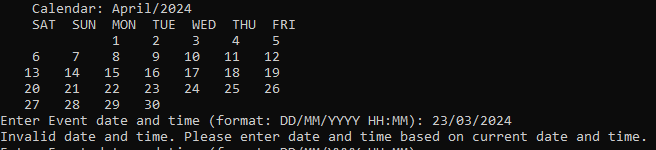 Calendar: April/2024
SAT SUN MON TUE WED THU FRI
1 2 3 4 5
6 7 8 9 10 11 12
13 14 15 16 17 18 19
20 21 22 23 24 25 26
27 28 29 30
Enter Event date and time (format: DD/MM/YYYY HH:MM): 23/03/2024
Invalid date and time. Please enter date and time based on current date and time.